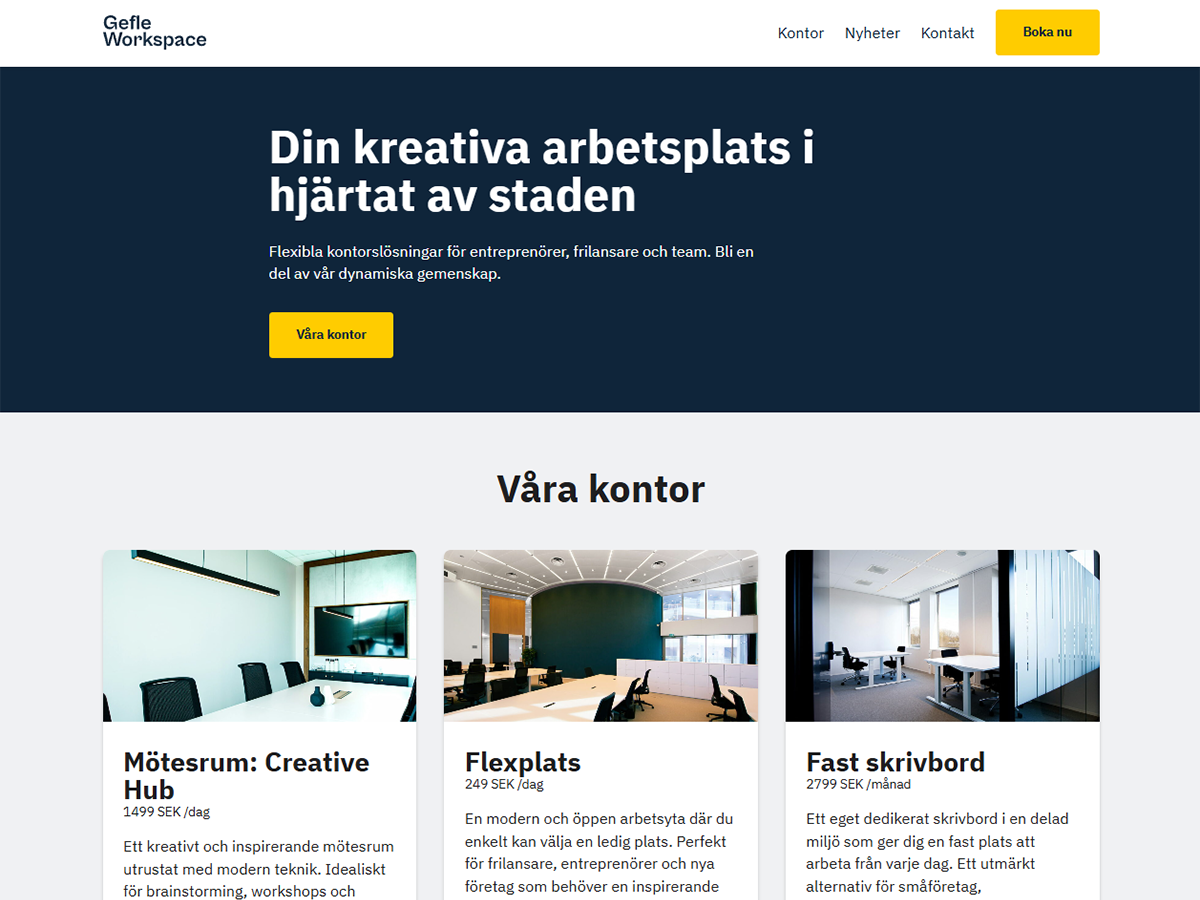 Gefle
Workspace
Kontor
Nyheter
Kontakt
Boka nu
Din kreativa arbetsplats i
hjärtat av staden
Flexibla kontorslösningar för entreprenörer, frilansare och team. Bli en
del av vår dynamiska gemenskap.
Våra kontor
Våra kontor
Mötesrum: Creative
Hub
1499 SEK /dag
Ett kreativt och inspirerande mötesrum
utrustat med modern teknik. Idealiskt
för brainstorming, workshops och
Flexplats
249 SEK /dag
En modern och öppen arbetsyta där du
enkelt kan välja en ledig plats. Perfekt
för frilansare, entreprenörer och nya
företag som behöver en inspirerande
Fast skrivbord
2799 SEK /månad
Ett eget dedikerat skrivbord i en delad
miljö som ger dig en fast plats att
arbeta från varje dag. Ett utmärkt
alternativ för småföretag,